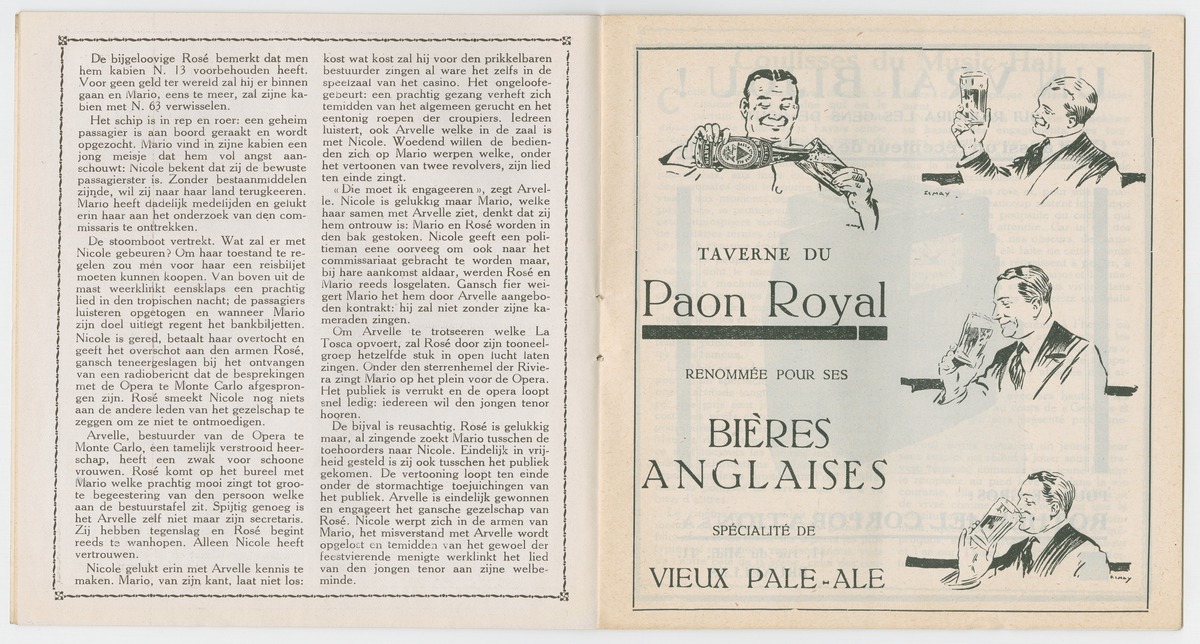 De bijgeloovige Rosé bemerkt dat men
hem kabien N. 13 voorbehouden heeft.
Voor geen geld ter wereld zal hij er binnen
gaan en Mario, eens te meer, zal zijne ka-
bien met N. 63 verwisselen.
Het schip is in rep en roer: een geheim
passagier is aan boord geraakt en wordt
opgezocht. Mario vind in zijne kabien een
jong meisje dat hem vol angst aan-
schouwt: Nicole bekent dat zij de bewuste
passagierster is. Zonder bestaanmiddelen
zijnde, wil zij naar haar land terugkeeren.
Mario heeft dadelijk medelijden en gelukt
erin haar aan het onderzoek van den com-
missaris te onttrekken.
De stoomboot vertrekt. Wat zal er met
Nicole gebeuren? Om haar toestand te re-
gelen zou men voor haar een reisbiljet
moeten kunnen koopen. Van boven uit de
mast weerklinkt eensklaps een prachtig
lied in den tropischen nacht; de passagiers
luisteren opgetogen en wanneer Mario
zijn doel uitlegt regent het bankbiljetten.
Nicole is gered, betaalt haar overtocht en
geeft het overschot aan den armen Rosé,
gansch teneergeslagen bij het ontvangen
van een radiobericht dat de besprekingen
met de Opera te Monte Carlo afgespron-
gen zijn. Rosé smeekt Nicole nog niets
aan de andere leden van het gezelschap te
zeggen om ze niet te ontmoedigen.
Arvelle, bestuurder van de Opera te
Monte Carlo, een tamelijk verstrooid heer-
schap, heeft een zwak voor schoone
vrouwen. Rosé komt op het bureel met
Mario welke prachtig mooi zingt tot groo-
te begeestering van den persoon welke
aan de bestuurstafel zit. Spijtig genoeg is
het Arvelle zelf niet maar zijn secretaris.
Zij hebben tegenslag en Rosé begint
reeds te wanhopen. Alleen Nicole heeft
vertrouwen.
Nicole gelukt erin met Arvelle kennis te
maken. Mario, van zijn kant, laat niet los:
kost wat kost zal hij voor den prikkelbaren
bestuurder zingen al ware het zelfs in de
speelzaal van het casino. Het ongeloofe-
gebeurt: een prachtig gezang verheft zich
temidden van het algemeen gerucht en het
eentonig roepen der croupiers. Iedreen
luistert, ook Arvelle welke in de zaal is
met Nicole. Woedend willen de bedien-
den zich op Mario werpen welke, onder
het vertoonen van twee revolvers, zijn lied
ten einde zingt.
« Die moet ik engageeren », zegt Arvel-
le. Nicole is gelukkig maar Mario, welke
haar samen met Arvelle ziet, denkt dat zij
hem ontrouw is: Mario en Rosé worden in
den bak gestoken. Nicole geeft een poli-
tieman eene oorveeg om ook naar het
commissariaat gebracht te worden maar,
bij hare aankomst aldaar, werden Rosé en
Mario reeds losgelaten. Gansch fier wei-
gert Mario het hem door Arvelle aangebo-
den kontrakt: hij zal niet zonder zijne ka-
meraden zingen.
Om Arvelle te trotseeren welke La
Tosca opvoert, zal Rosé door zijn tooneel-
groep hetzelfde stuk in open lucht laten
zingen. Onder den sterrenhemel der Rivie-
ra zingt Mario op het plein voor de Opera.
Het publiek is verrukt en de opera loopt
snel ledig: iedereen wil den jongen tenor
hooren.
De bijval is reusachtig. Rosé is gelukkig
maar, al zingende zoekt Mario tusschen de
toehoorders naar Nicole. Eindelijk in vrij-
heid gesteld is zij ook tusschen het publiek
gekomen. De vertooning loopt ten einde
onder de stormachtige toejuichingen van
het publiek. Arvelle is eindelijk gewonnen
en engageert het gansche gezelschap van
Rosé. Nicole werpt zich in de armen van
Mario, het misverstand met Arvelle wordt
opgelost en temidden van het gewoel der
feestvierende menigte werklinkt het lied
van den jongen tenor aan zijne welbe-
minde.
ELMAY.
TAVERNE DU
Paon Royal
RENOMMÉE POUR SES
BIÈRES
ANGLAISES
SPÉCIALITÉ DE
VIEUX PALE-ALE
ELMAY